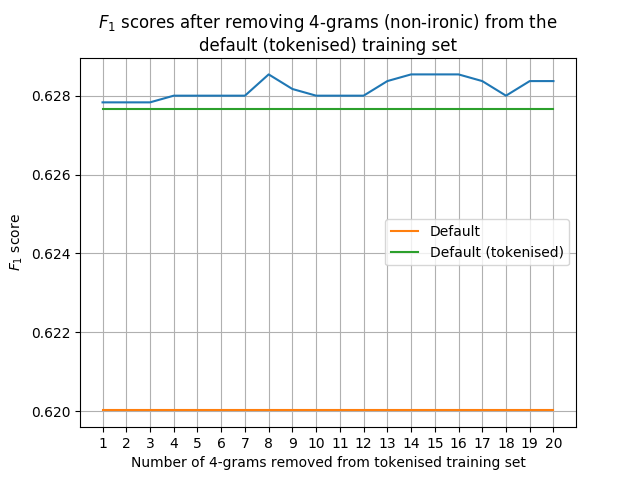 F₁ scores after removing 4-grams (non-ironic) from the
default (tokenised) training set
0.628
0.626
0.624
0.622
0.620
F₁ score
Default
Default (tokenised)
1 2 3 4 5 6 7 8 9 10 11 12 13 14 15 16 17 18 19 20
Number of 4-grams removed from tokenised training set